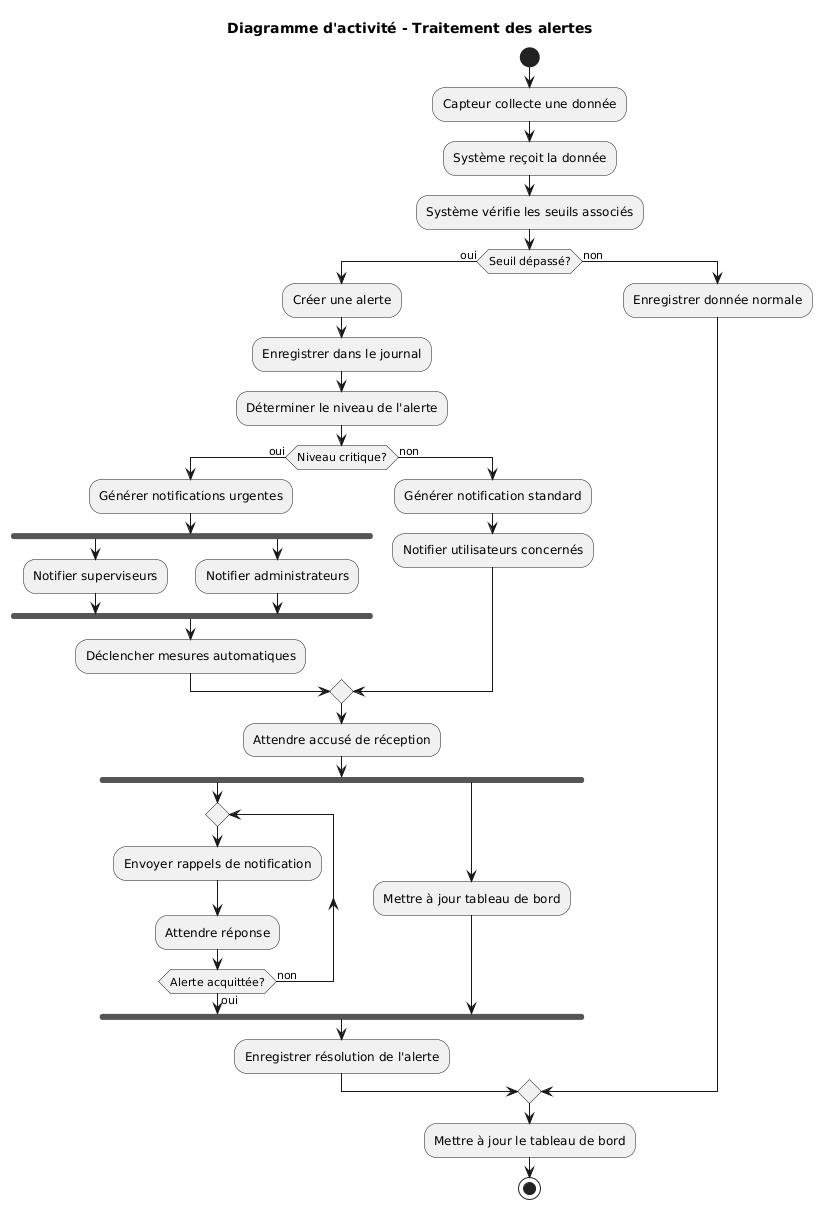 Diagramme d'activité - Traitement des alertes
Capteur collecte une donnée
Système reçoit la donnée
Système vérifie les seuils associés
oui
Seuil dépassé?
non
Créer une alerte
Enregistrer donnée normale
Enregistrer dans le journal
Déterminer le niveau de l'alerte
oui
Niveau critique?
non
Générer notifications urgentes
Générer notification standard
Notifier utilisateurs concernés
Notifier superviseurs
Notifier administrateurs
Déclencher mesures automatiques
Attendre accusé de réception
Envoyer rappels de notification
Mettre à jour tableau de bord
Attendre réponse
Alerte acquittée?
non
oui
Enregistrer résolution de l'alerte
Mettre à jour le tableau de bord